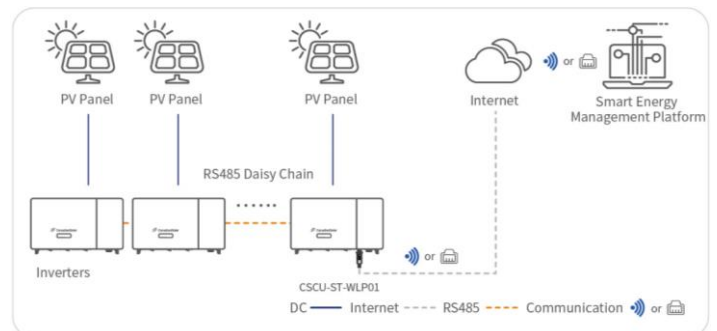 PV Panel
PV Panel
PV Panel
Internet
or
Smart Energy
Management Platform
RS485 Daisy Chain
or
Inverters
CSCU-ST-WLP01
DC Internet RS485 Communication or